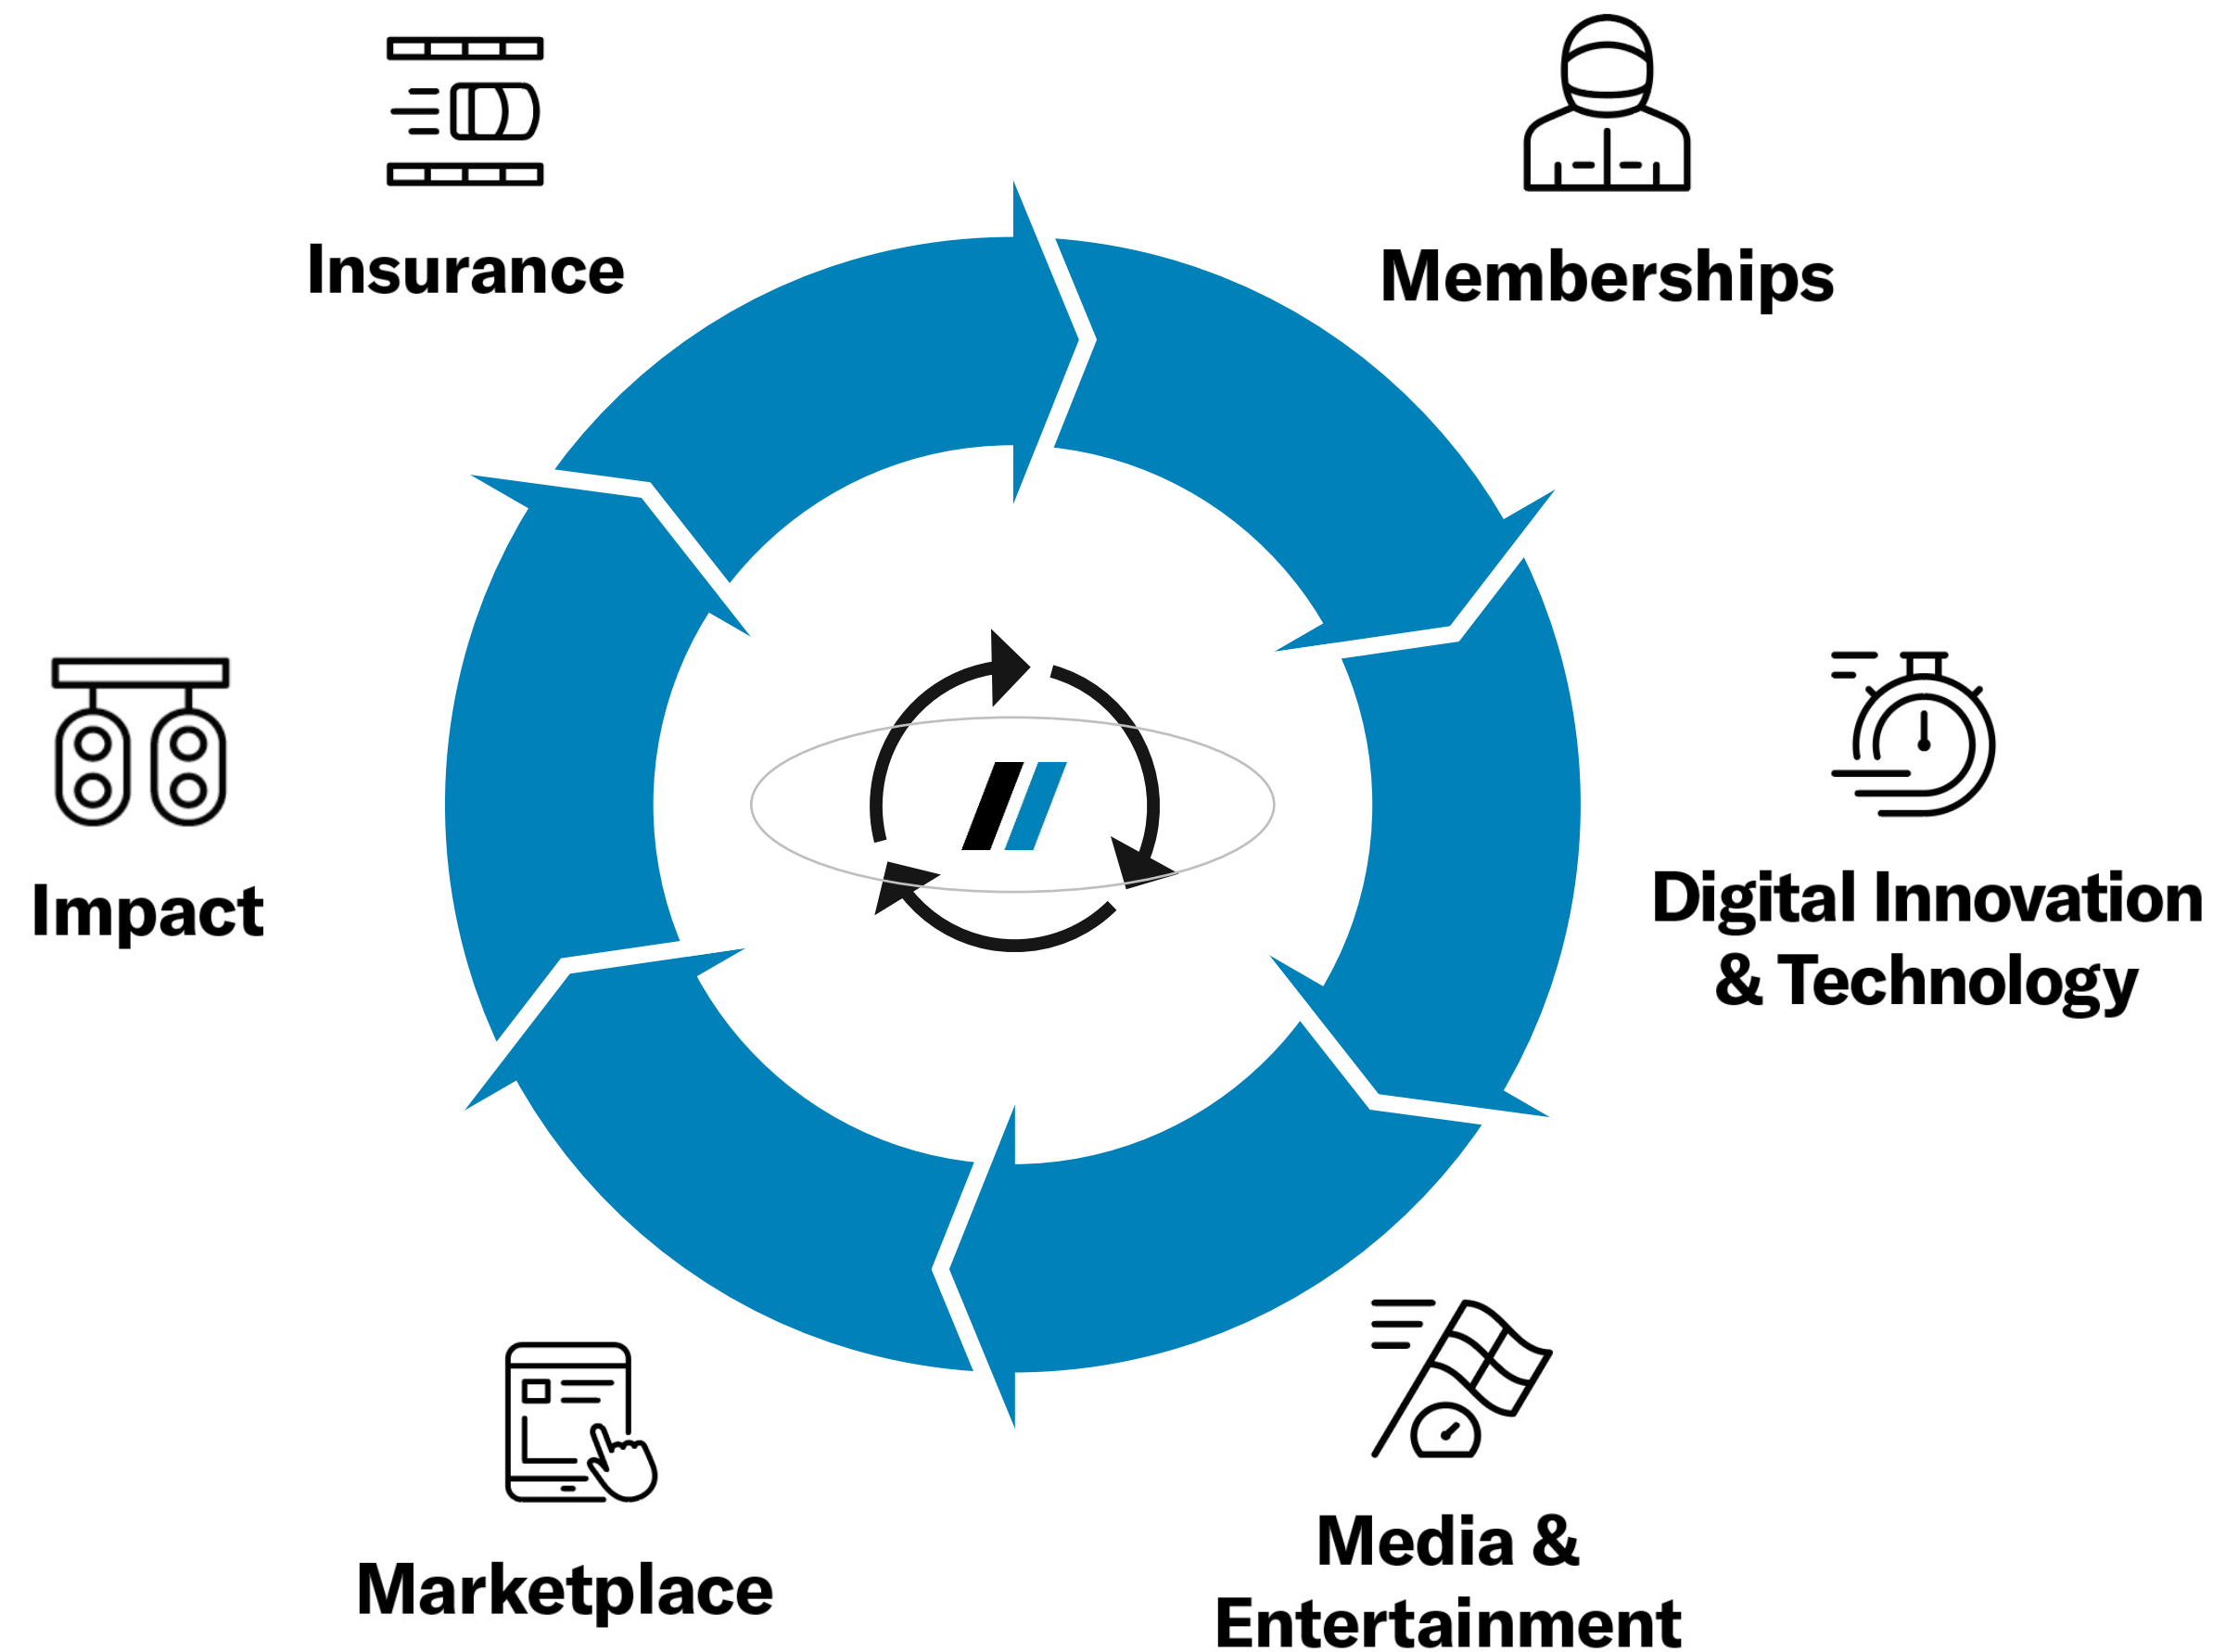 Insurance
Memberships
Impact
Digital Innovation
& Technology
Marketplace
Media &
Entertainment